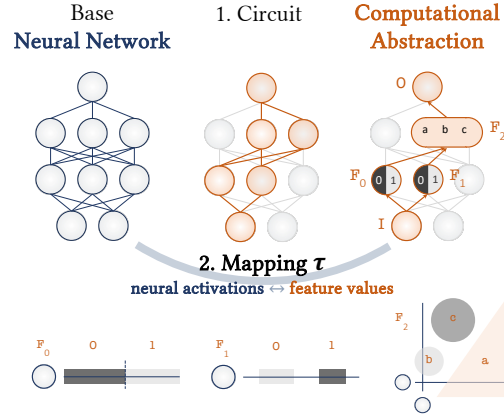 Base
Neural Network
1. Circuit
Computational
Abstraction
O
a b c
F2
F0
0 1
0 1
F1
I
2. Mapping τ
neural activations ↔ feature values
F0
0
1
F1
0
1
F2
c
b
a